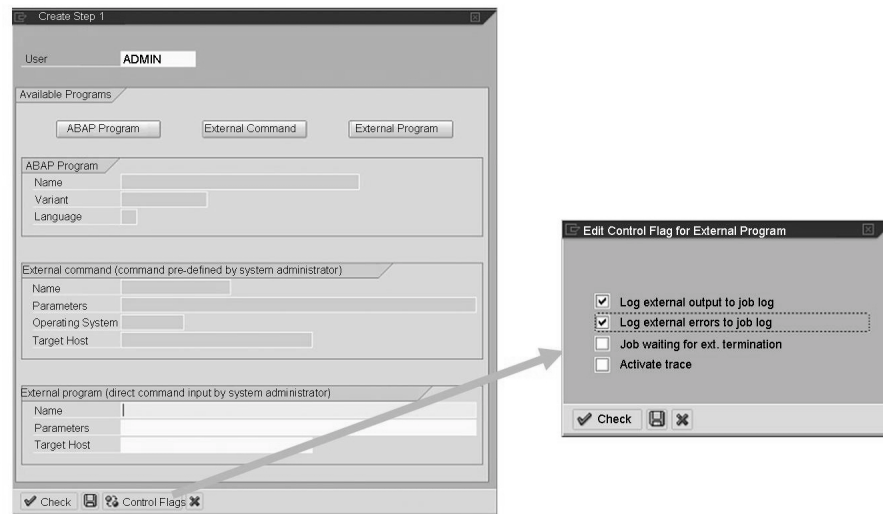 Create Step 1
User ADMIN
Available Programs
ABAP Program External Command External Program
ABAP Program
Name
Variant
Language
External command (command pre-defined by system administrator)
Name
Parameters
Operating System
Target Host
External program (direct command input by system administrator)
Name
Parameters
Target Host
Check Control Flags
Edit Control Flag for External Program
Log external output to job log
Log external errors to job log
Job waiting for ext. termination
Activate trace
Check